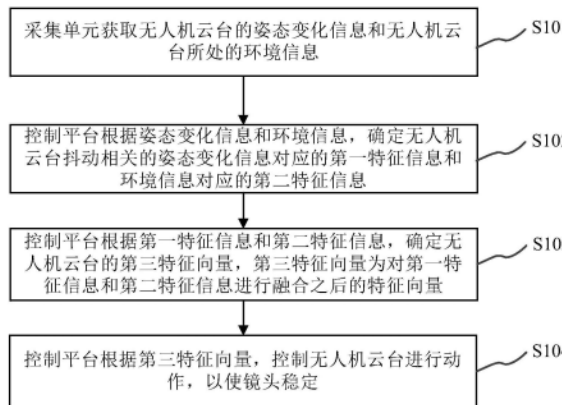 采集单元获取无人机云台的姿态变化信息和无人机云
台所处的环境信息
S10
控制平台根据姿态变化信息和环境信息，确定无人机
云台抖动相关的姿态变化信息对应的第一特征信息和
环境信息对应的第二特征信息
S10
控制平台根据第一特征信息和第二特征信息，确定无
人机云台的第三特征向量，第三特征向量为对第一特
征信息和第二特征信息进行融合之后的特征向量
S10
控制平台根据第三特征向量，控制无人机云台进行动
作，以使镜头稳定
S10